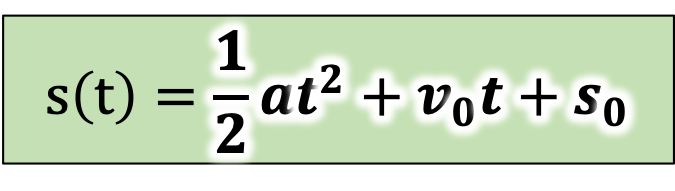 s(t) = 1/2 at² + v₀t + s₀